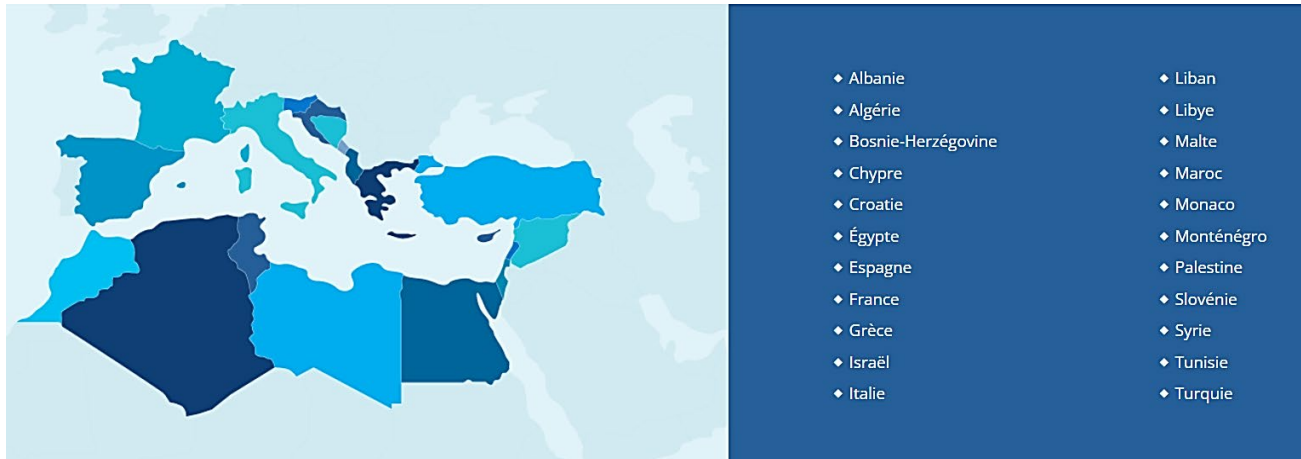 Albanie
Algérie
Bosnie-Herzégovine
Chypre
Croatie
Égypte
Espagne
France
Grèce
Israël
Italie
Liban
Libye
Malte
Maroc
Monaco
Monténégro
Palestine
Slovénie
Syrie
Tunisie
Turquie